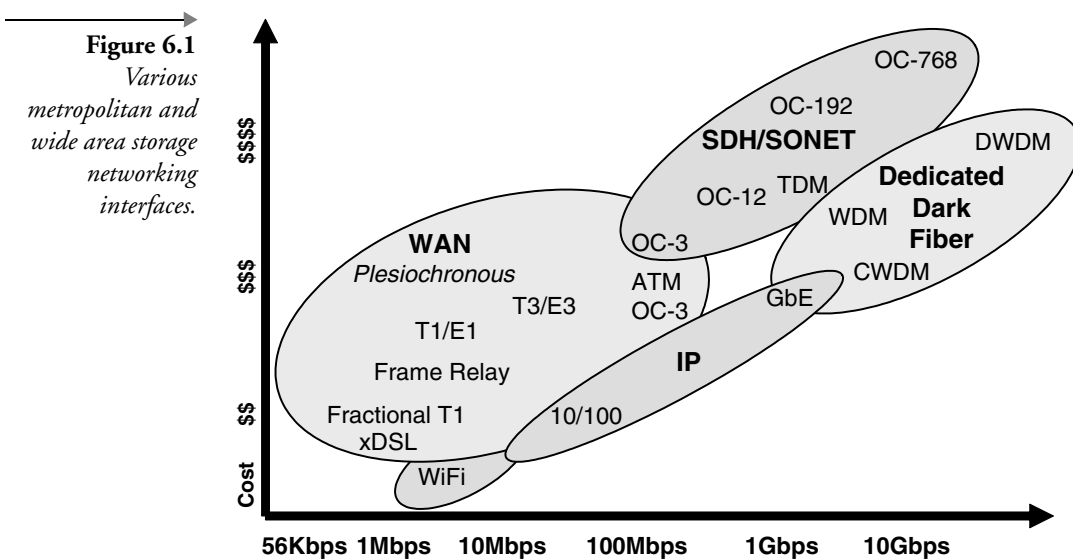 Figure 6.1
Various
metropolitan and
wide area storage
networking
interfaces.
$$$$
$$$
$$
Cost
OC-768
OC-192
SDH/SONET
OC-12 TDM
OC-3
DWDM
Dedicated
Dark
Fiber
WDM
CWDM
WAN
Plesiochronous
ATM
OC-3
T3/E3
T1/E1
Frame Relay
Fractional T1
xDSL
GbE
IP
10/100
WiFi
56Kbps 1Mbps 10Mbps 100Mbps 1Gbps 10Gbps